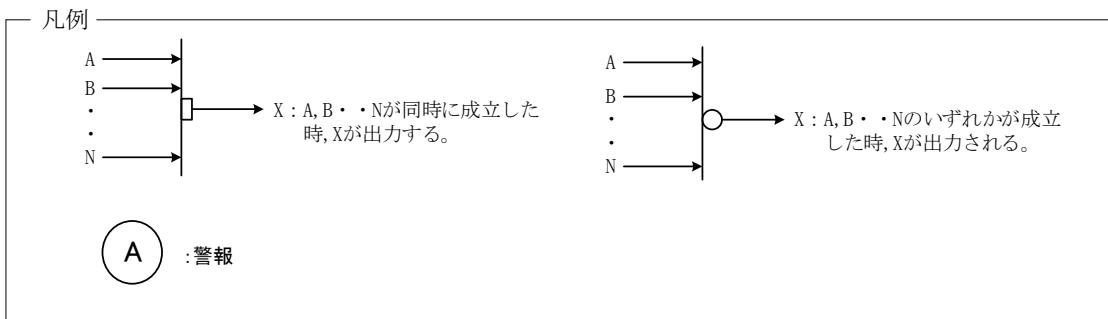 凡例
A
B
・
・
N
X：A,B・・Nが同時に成立した
時,Xが出力する。
A
B
・
・
N
X：A,B・・Nのいずれかが成立
した時,Xが出力される。
A
:警報